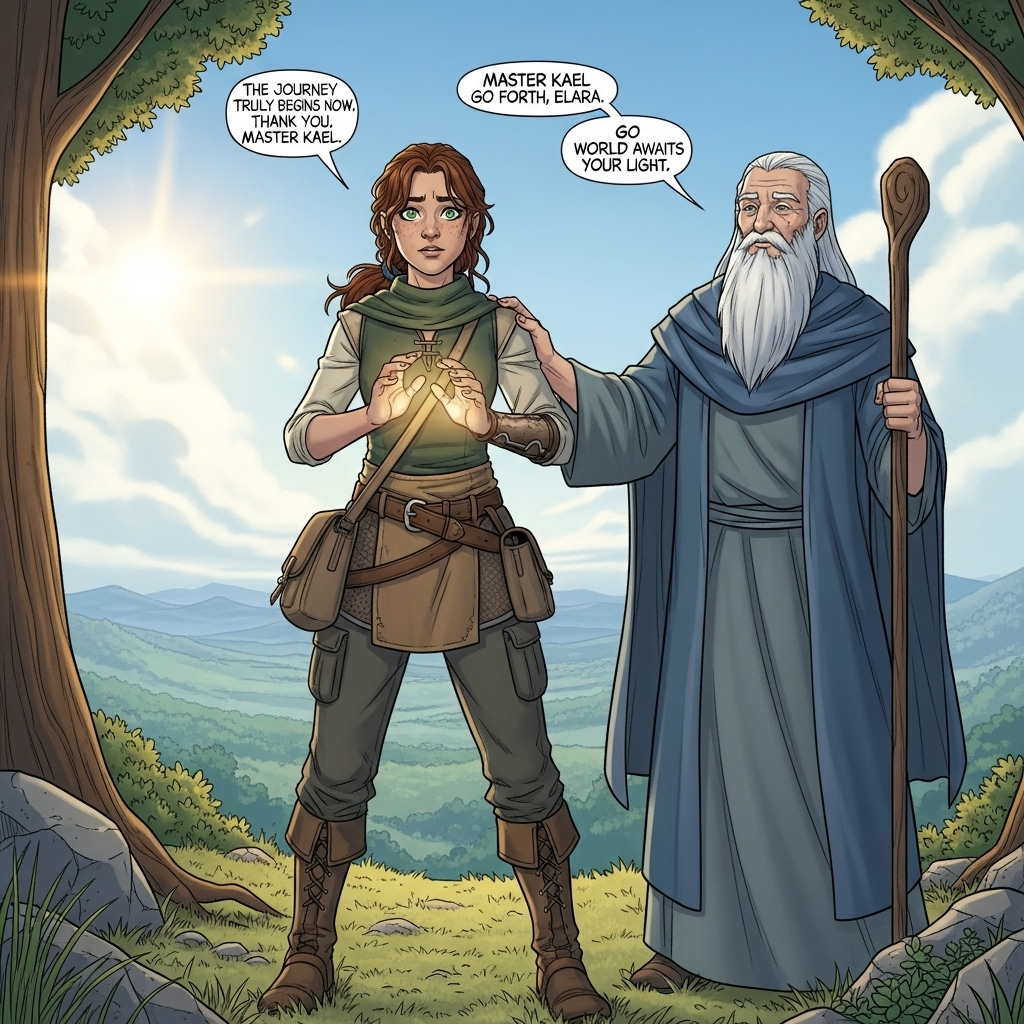 THE JOURNEY
TRULY BEGINS NOW.
THANK YOU,
MASTER KAEL.
MASTER KAEL
GO FORTH, ELARA.
GO
WORLD AWAITS
YOUR LIGHT.